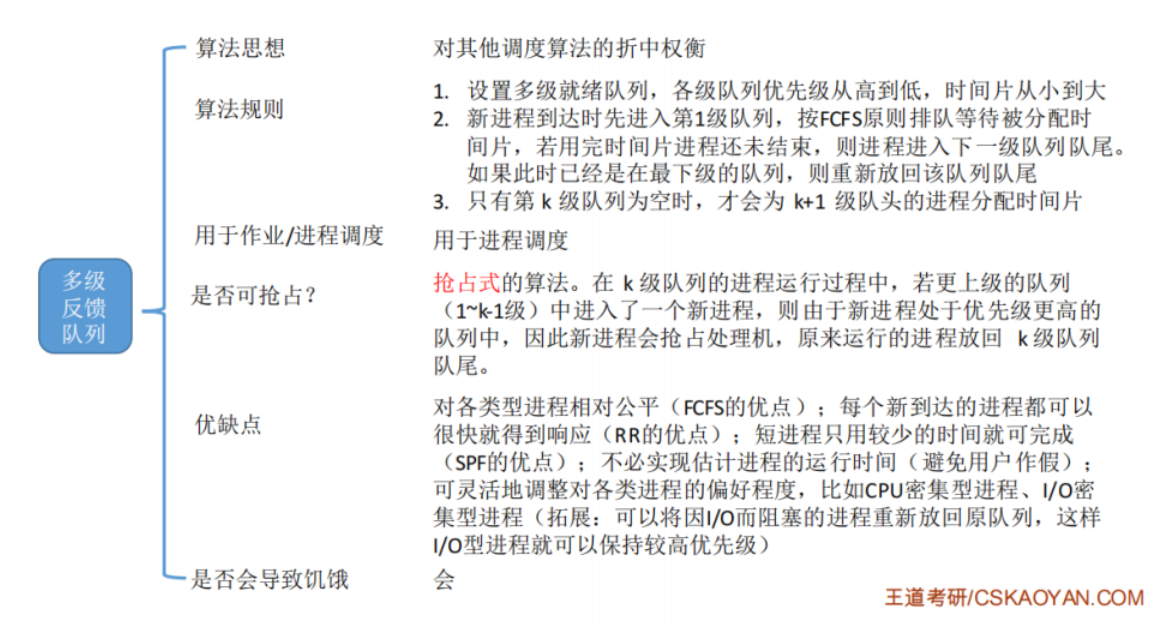 算法思想
对其他调度算法的折中权衡
算法规则
1. 设置多级就绪队列，各级队列优先级从高到低，时间片从小到大
2. 新进程到达时先进入第1级队列，按FCFS原则排队等待被分配时
间片，若用完时间片进程还未结束，则进程进入下一级队列队尾。
如果此时已经是在最下级的队列，则重新放回该队列队尾
3. 只有第 k 级队列为空时，才会为 k+1 级队头的进程分配时间片
用于作业/进程调度
用于进程调度
多级
反馈
队列
是否可抢占？
抢占式的算法。在 k 级队列的进程运行过程中，若更上级的队列
（1~k-1级）中进入了一个新进程，则由于新进程处于优先级更高的
队列中，因此新进程会抢占处理机，原来运行的进程放回 k 级队列
队尾。
优缺点
对各类型进程相对公平（FCFS的优点）；每个新到达的进程都可以
很快就得到响应（RR的优点）；短进程只用较少的时间就可完成
（SPF的优点）；不必实现估计进程的运行时间（避免用户作假）；
可灵活地调整对各类进程的偏好程度，比如CPU密集型进程、I/O密
集型进程（拓展：可以将因I/O而阻塞的进程重新放回原队列，这样
I/O型进程就可以保持较高优先级）
是否会导致饥饿
会
王道考研/CSKAOYAN.COM